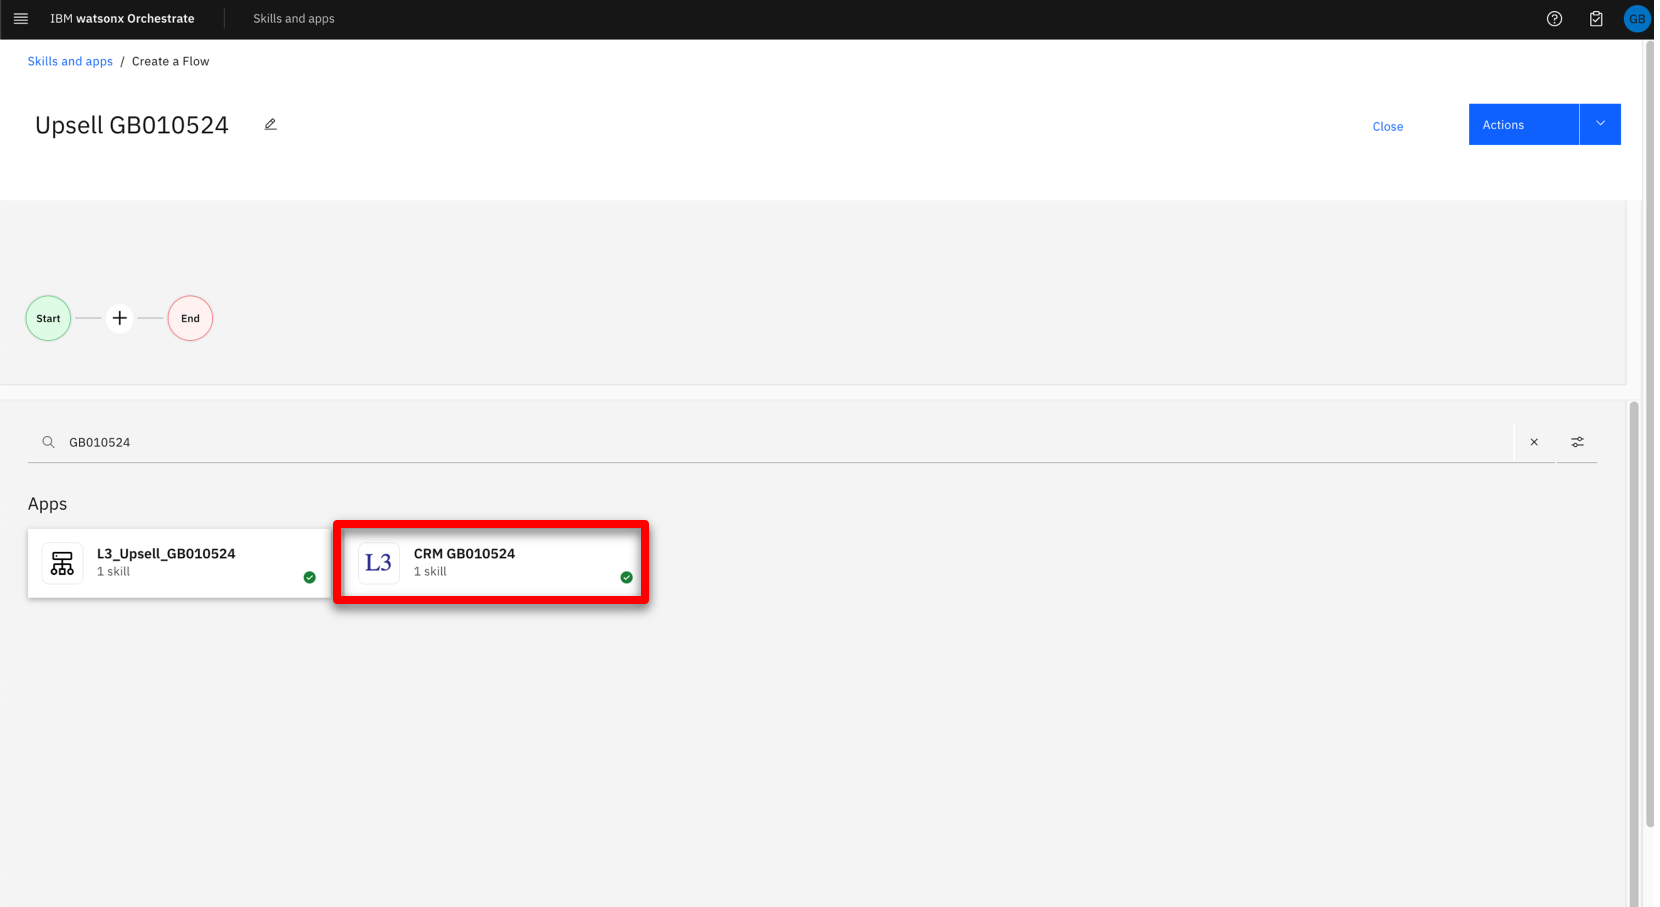 IBM watsonx Orchestrate
Skills and apps
GB
Skills and apps / Create a Flow
Upsell GB010524
Close
Actions
Start
End
GB010524
Apps
L3_Upsell_GB010524
1 skill
L3
CRM GB010524
1 skill